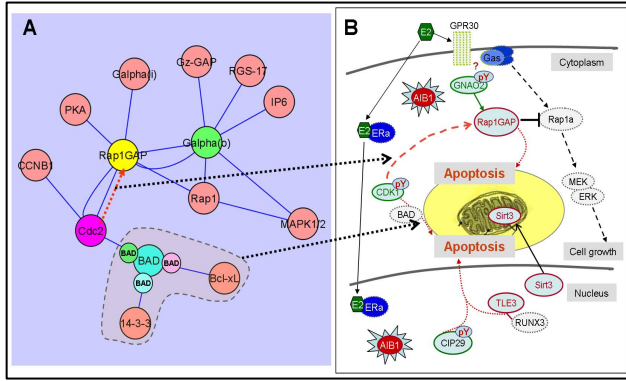 A
Galpha(i)
Gz-GAP
RGS-17
PKA
IP6
Rap1GAP
Galpha(o)
CCNB1
Rap1
Cdc2
MAPK1/2
BAD
BAD
BAD
BAD
Bcl-xL
14-3-3
B
GPR30
E2
Gas
Cytoplasm
?
pY
GNAO2
AIB1
E2
ERa
Rap1GAP
Rap1a
Apoptosis
MEK
ERK
pY
CDK1
BAD
Sirt3
Apoptosis
Cell growth
Sirt3
Nucleus
E2
ERa
TLE3
RUNX3
pY
AIB1
CIP29